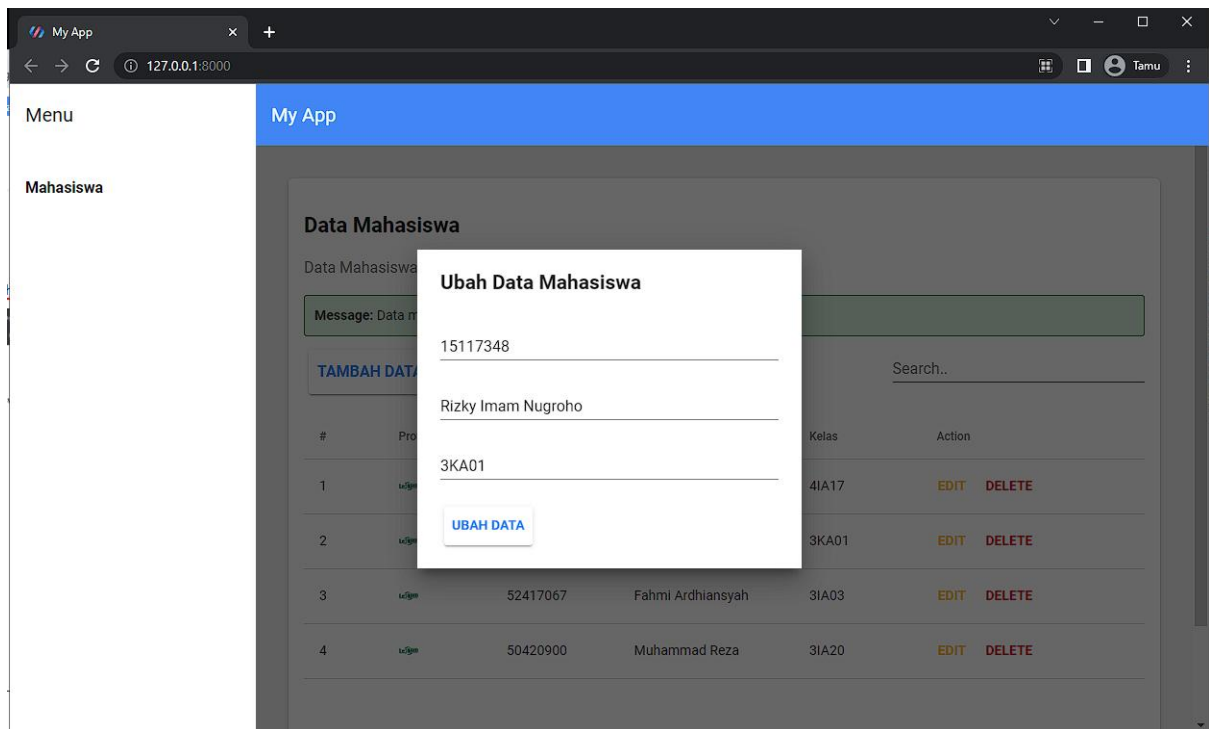 My App
127.0.0.1:8000
Tamu
Menu
My App
Mahasiswa
Data Mahasiswa
Data Mahasiswa
Message: Data
TAMBAH DATA
Search..
#
Kelas
Action
1
4IA17
EDIT DELETE
2
3KA01
EDIT DELETE
3
52417067
Fahmi Ardhiansyah
3IA03
EDIT DELETE
4
50420900
Muhammad Reza
3IA20
EDIT DELETE
Ubah Data Mahasiswa
15117348
Rizky Imam Nugroho
3KA01
UBAH DATA